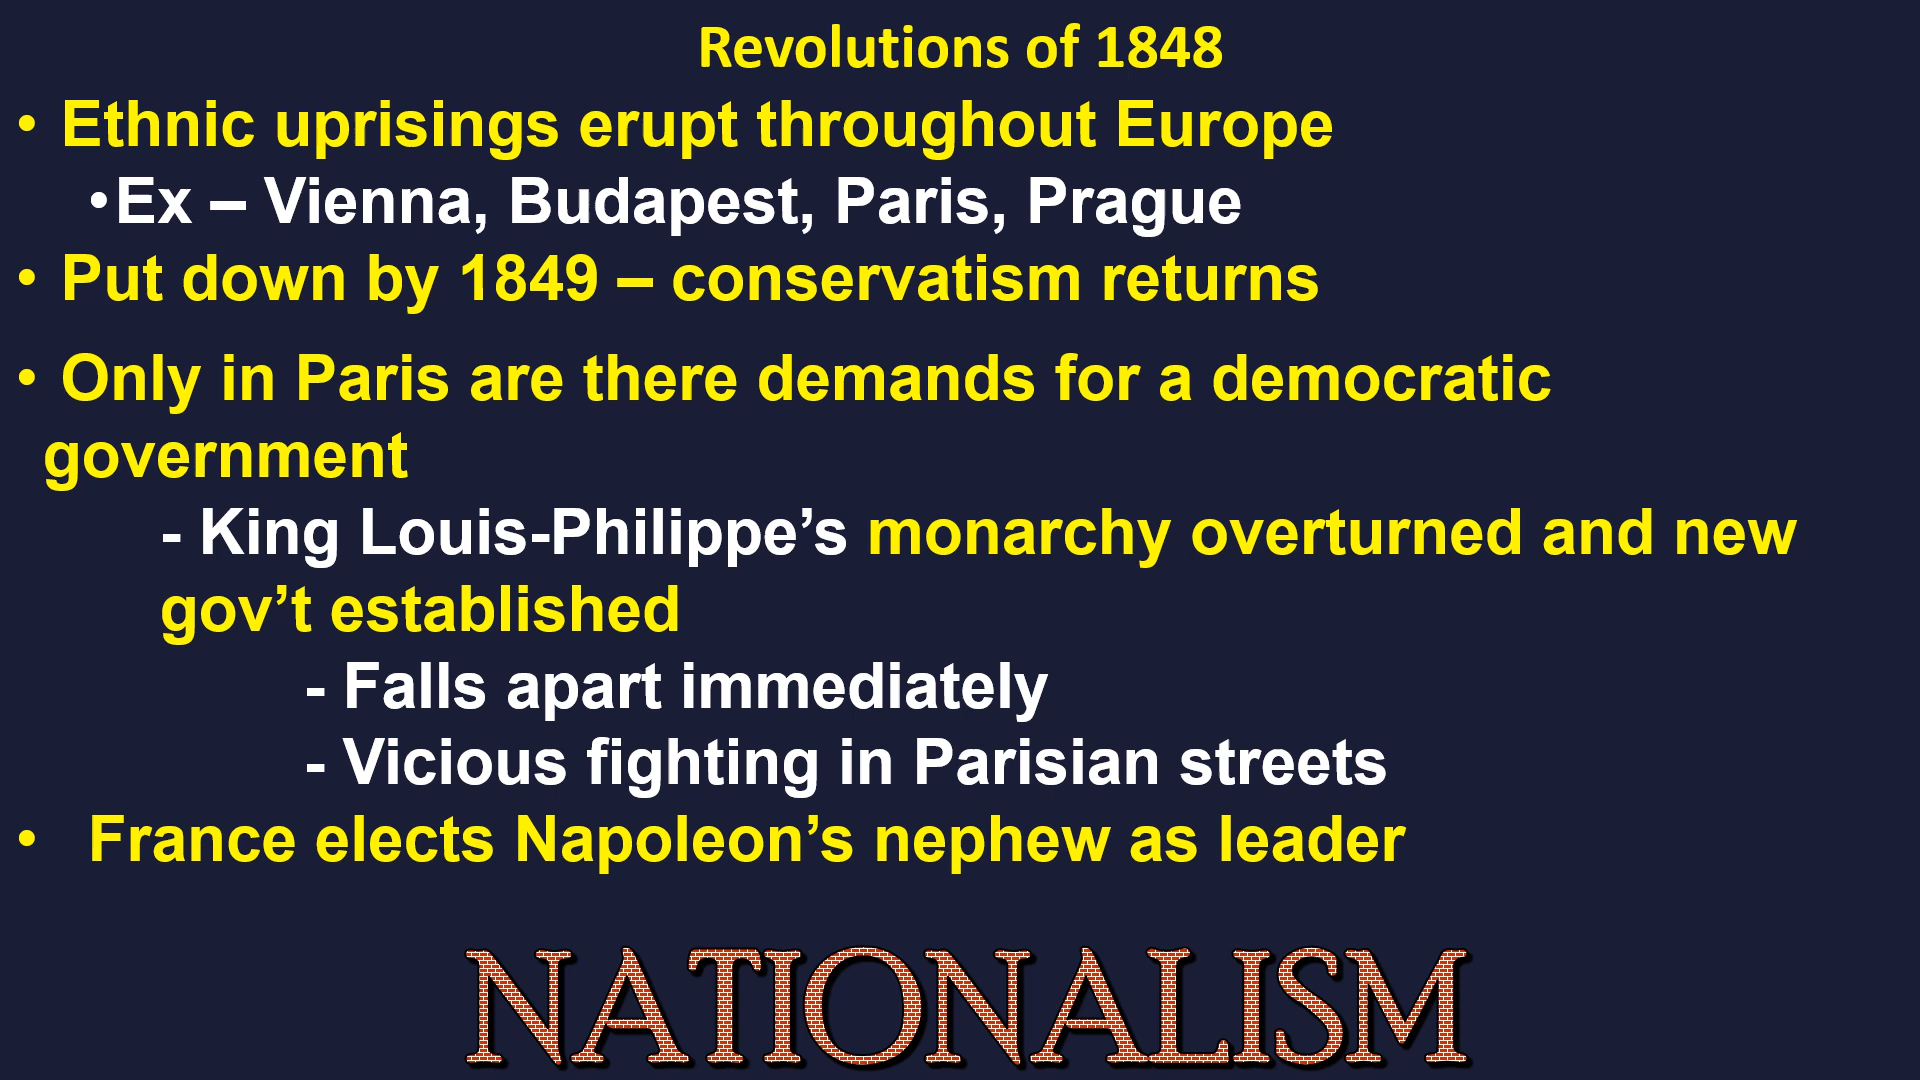 Revolutions of 1848
• Ethnic uprisings erupt throughout Europe
•Ex – Vienna, Budapest, Paris, Prague
• Put down by 1849 – conservatism returns
• Only in Paris are there demands for a democratic
government
- King Louis-Philippe’s monarchy overturned and new
gov’t established
- Falls apart immediately
- Vicious fighting in Parisian streets
• France elects Napoleon’s nephew as leader
NATIONALISM